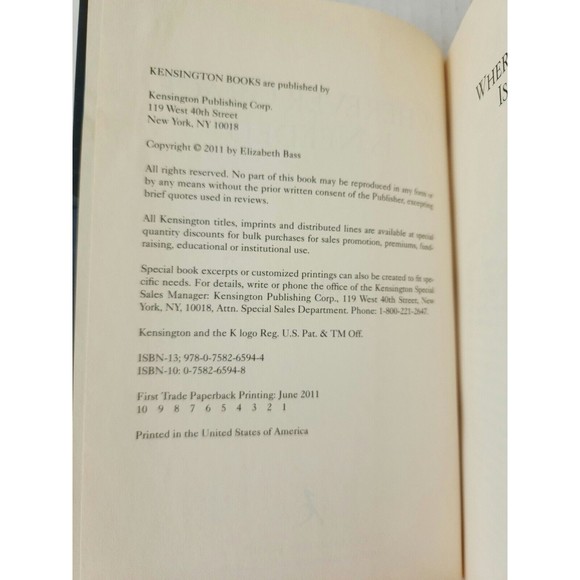 KENSINGTON BOOKS are published by
Kensington Publishing Corp.
119 West 40th Street
New York, NY 10018
Copyright © 2011 by Elizabeth Bass
All rights reserved. No part of this book may be reproduced in any form or
by any means without the prior written consent of the Publisher, excepting
brief quotes used in reviews.
All Kensington titles, imprints and distributed lines are available at special
quantity discounts for bulk purchases for sales promotion, premiums, fund-
raising, educational or institutional use.
Special book excerpts or customized printings can also be created to fit spe-
cific needs. For details, write or phone the office of the Kensington Special
Sales Manager: Kensington Publishing Corp., 119 West 40th Street, New
York, NY, 10018, Attn. Special Sales Department. Phone: 1-800-221-2647.
Kensington and the K logo Reg. U.S. Pat. & TM Off.
ISBN-13; 978-0-7582-6594-4
ISBN-10: 0-7582-6594-8
First Trade Paperback Printing: June 2011
10 9 8 7 6 5 4 3 2 1
Printed in the United States of America
WHER
IS